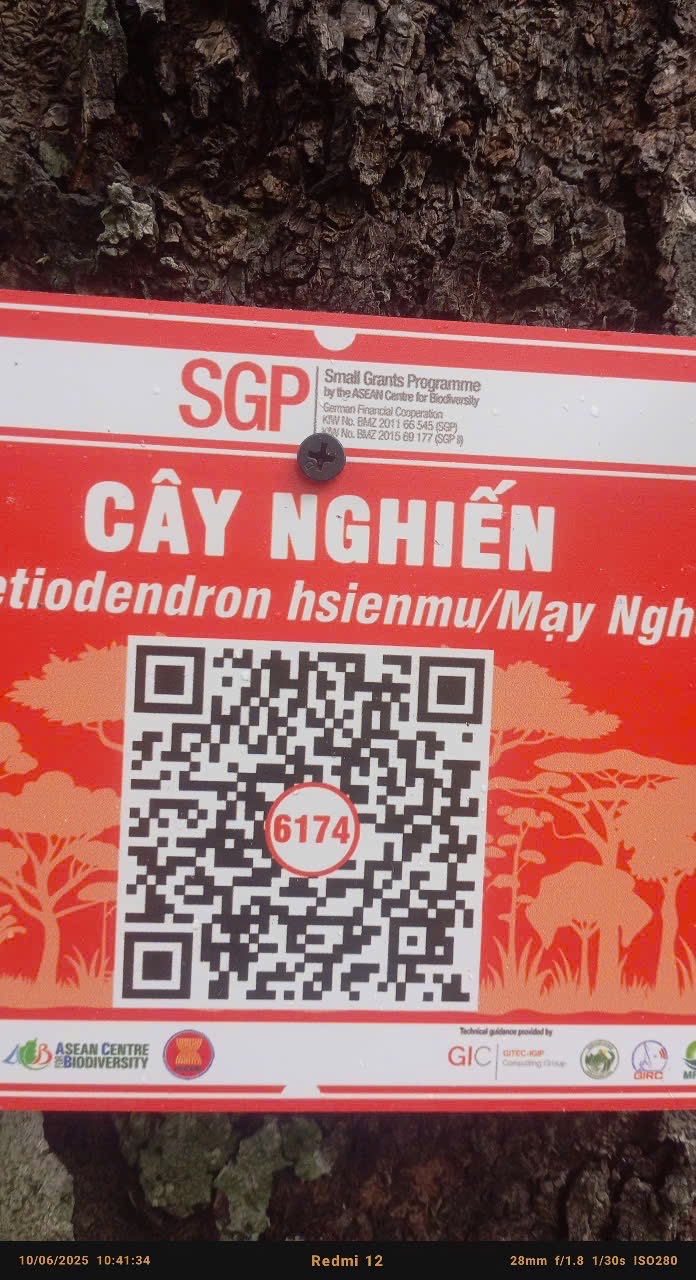 SGP
Small Grants Programme
by the ASEAN Centre for Biodiversity
German Financial Cooperation
KfW No. BMZ 2011 66 545 (SGP)
KfW No. BMZ 2015 69 177 (SGP II)
CÂY NGHIẾN
etiodendron hsienmu/Mạy Ngh
6174
Technical guidance provided by
ASEAN CENTRE
FOR BIODIVERSITY
GIC
GITEC-IGIP
Consulting Group
GIRC
10/06/2025 10:41:34
Redmi 12
28mm f/1.8 1/30s ISO280